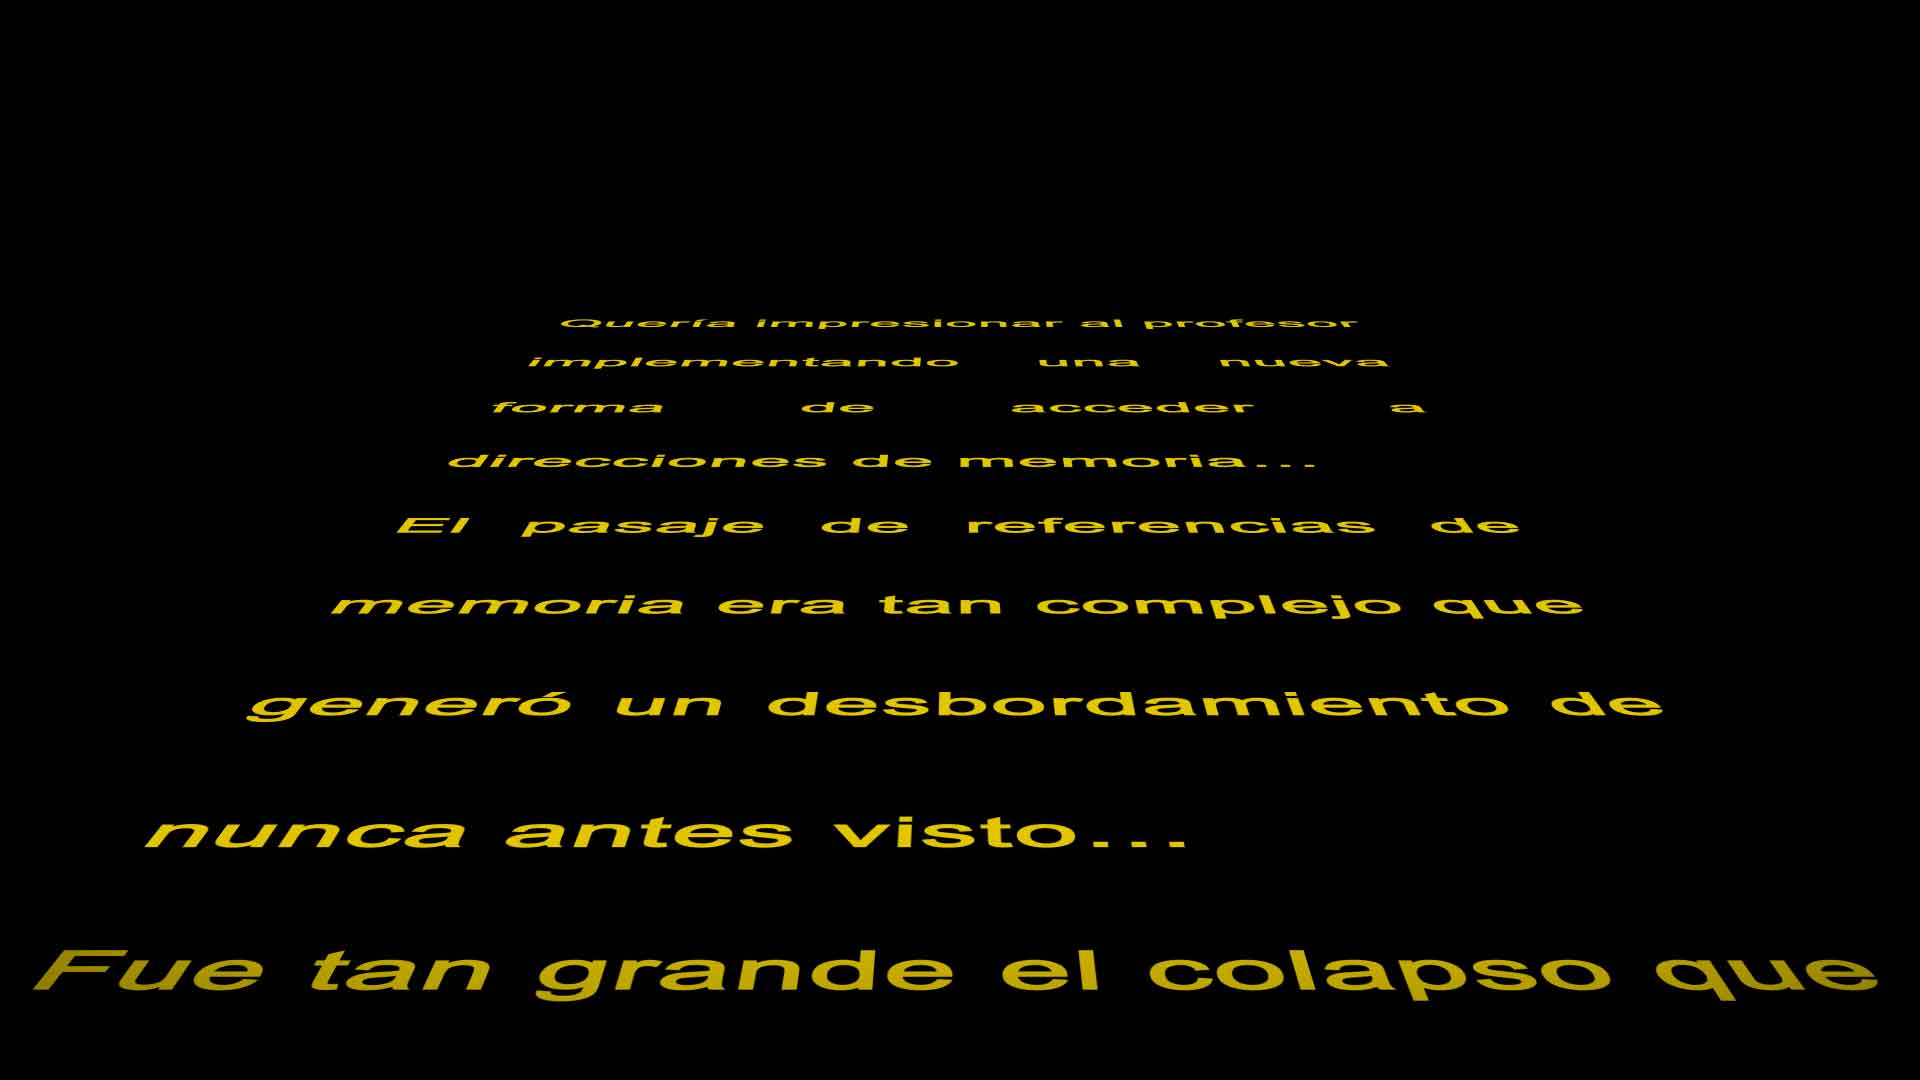 Quería impresionar al profesor
implementando una nueva
forma de acceder a
direcciones de memoria...
El pasaje de referencias de
memoria era tan complejo que
generó un desbordamiento de
nunca antes visto...
Fue tan grande el colapso que